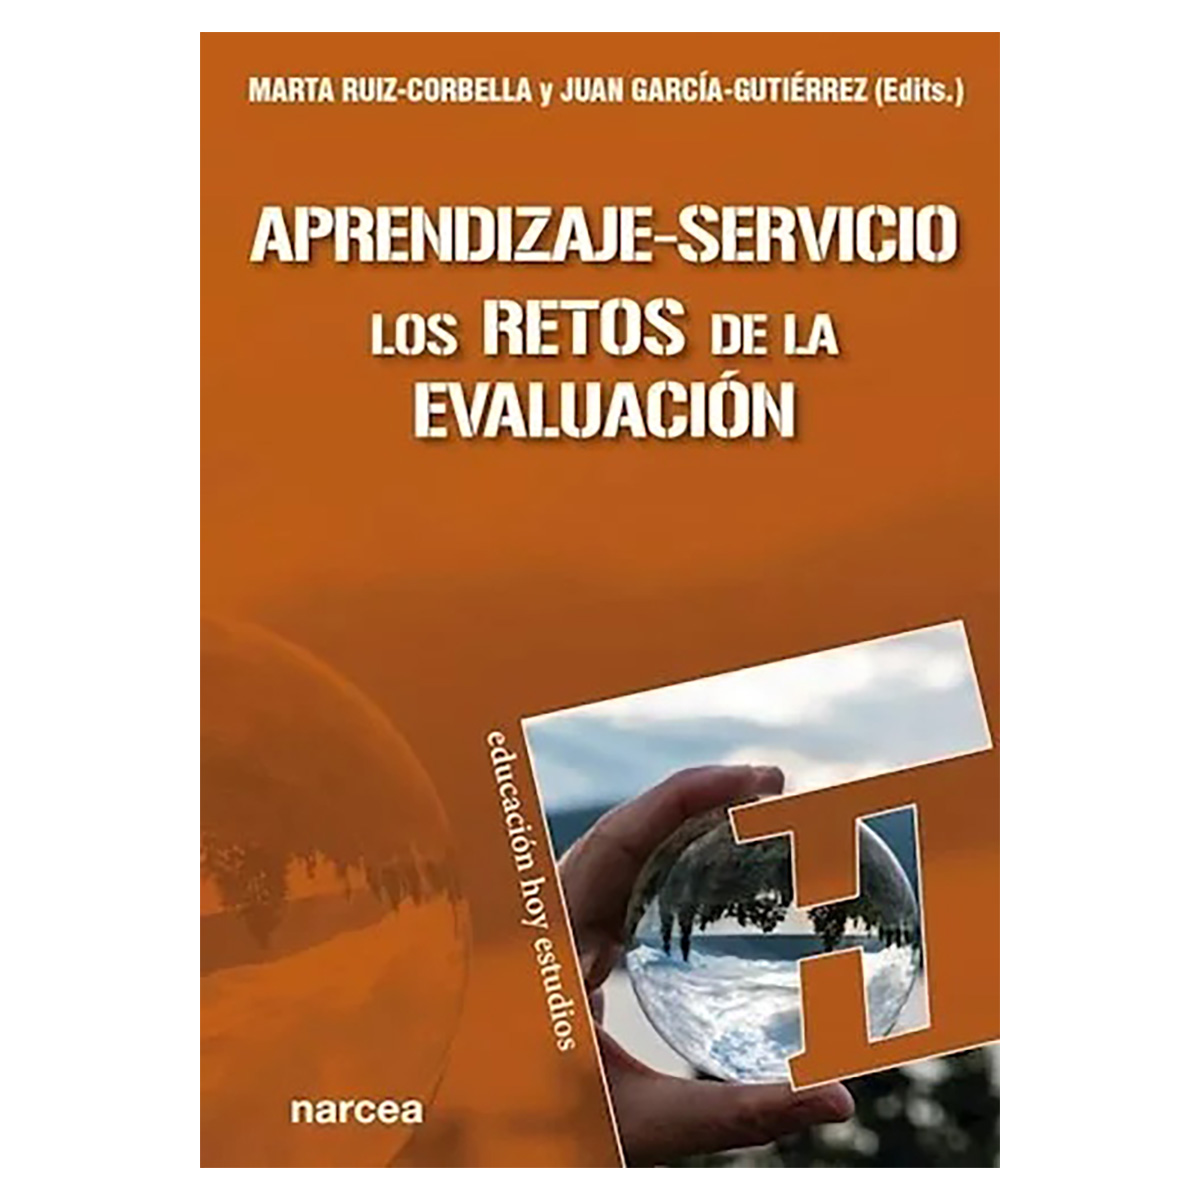 MARTA RUIZ-CORBELLA y JUAN GARCÍA-GUTIÉRREZ (Edits.)
APRENDIZAJE-SERVICIO
LOS RETOS DE LA
EVALUACIÓN
educación hoy estudios
narcea